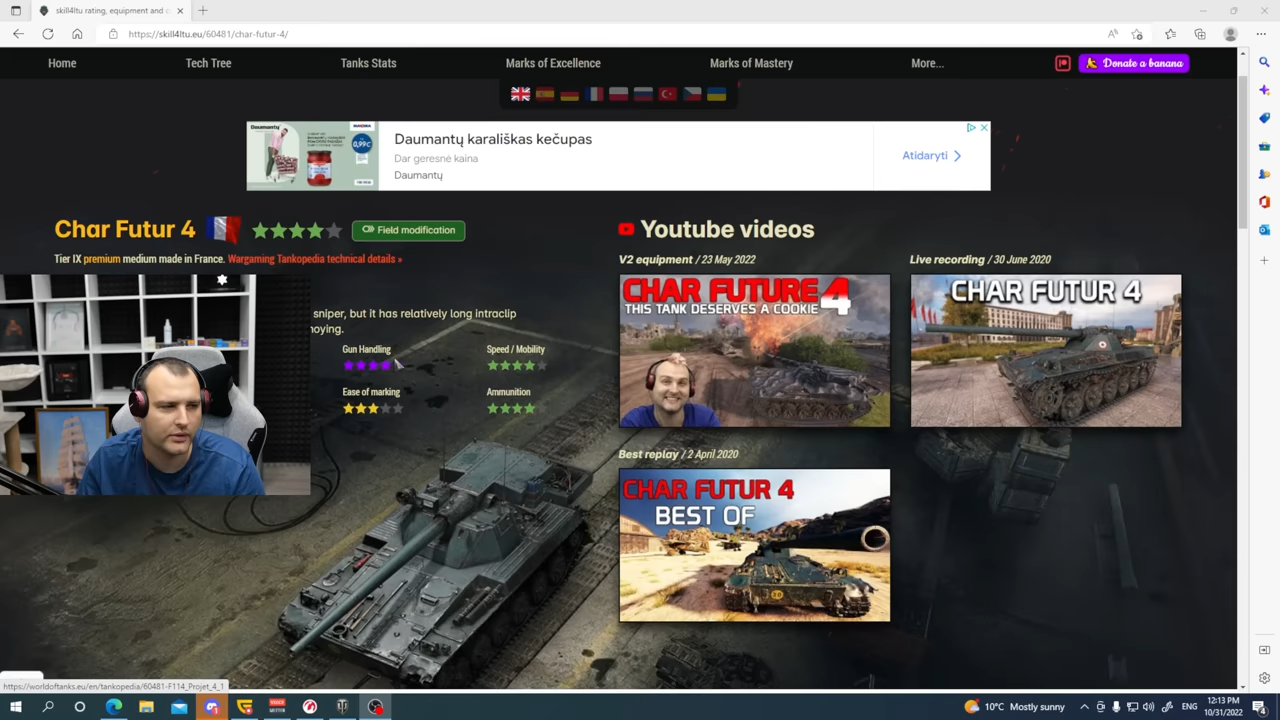 skill4ltu rating, equipment and e
https://skill4ltu.eu/60481/char-futur-4/
Home
Tech Tree
Tanks Stats
Marks of Excellence
Marks of Mastery
More...
Donate a banana
Daumantų
0,99€
Daumantų karališkas kečupas
Dar geresnė kaina
Daumantų
Atidaryti
Char Futur 4
Field modification
Tier IX premium medium made in France. Wargaming Tankopedia technical details »
sniper, but it has relatively long intraclip
noying.
Gun Handling
Speed / Mobility
Ease of marking
Ammunition
Youtube videos
V2 equipment / 23 May 2022
CHAR FUTURE 4
THIS TANK DESERVES A COOKIE
Live recording / 30 June 2020
CHAR FUTUR 4
Best replay / 2 April 2020
CHAR FUTUR 4
BEST OF
https://worldoftanks.eu/en/tankopedia/60481-F114_Projet_4_1
10°C Mostly sunny
12:13 PM
10/31/2022
4